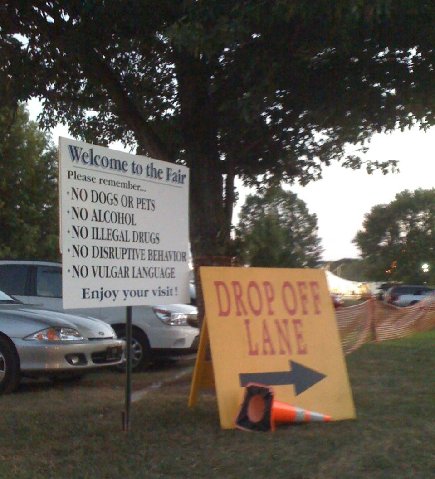 Welcome to the Fair
Please remember...
• NO DOGS OR PETS
• NO ALCOHOL
• NO ILLEGAL DRUGS
• NO DISRUPTIVE BEHAVIOR
• NO VULGAR LANGUAGE
Enjoy your visit!
DROP OFF
LANE